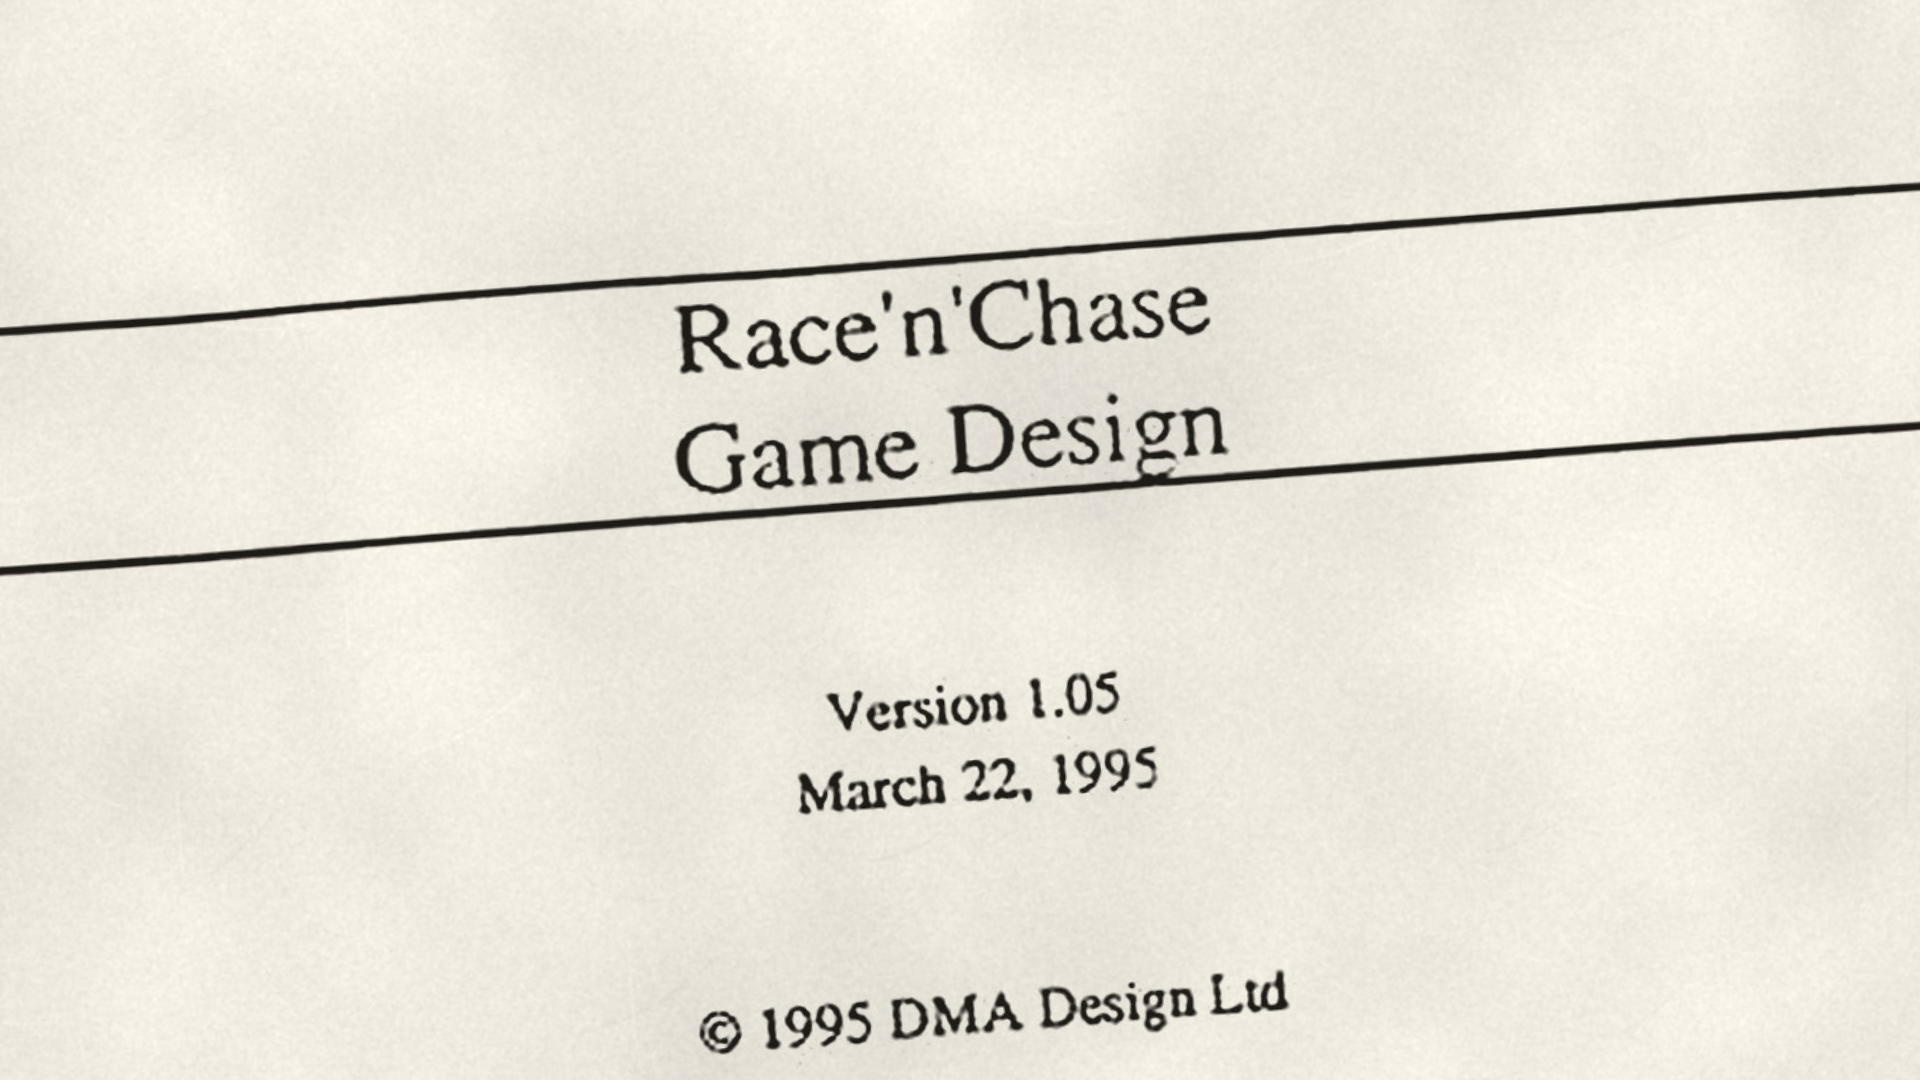 Race'n'Chase
Game Design
Version 1.05
March 22, 1995
© 1995 DMA Design Ltd